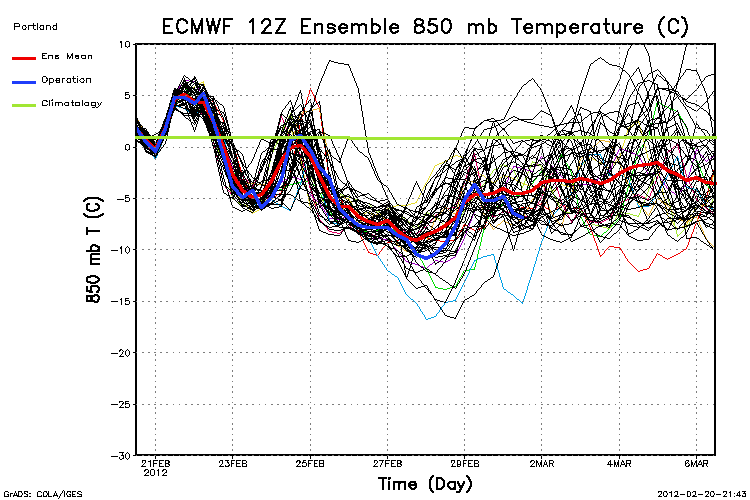 ECMWF 12Z Ensemble 850 mb Temperature (C)
Portland
Ens Mean
Operation
Climatology
10
5
0
-5
-10
-15
-20
-25
-30
850 mb T (C)
21FEB 23FEB 25FEB 27FEB 29FEB 2MAR 4MAR 6MAR
2012
Time (Day)
GrADS: COLA/IGES
2012-02-20-21:43